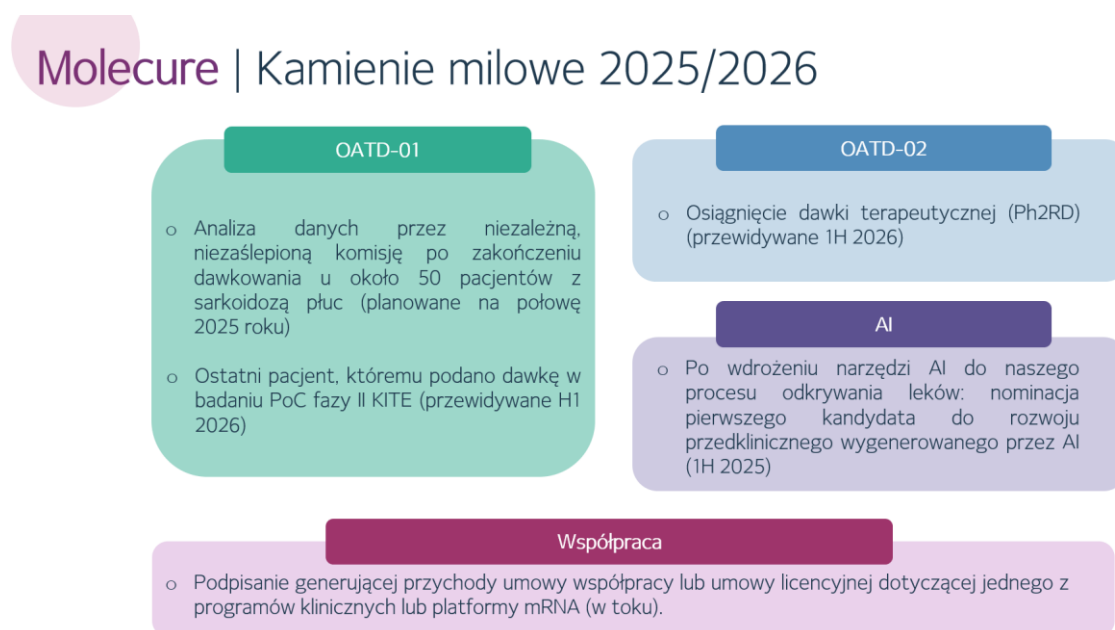 Molecure | Kamienie milowe 2025/2026
OATD-01
o Analiza danych przez niezależną,
niezaślepioną komisję po zakończeniu
dawkowania u około 50 pacjentów z
sarkoidozą płuc (planowane na połowę
2025 roku)
o Ostatni pacjent, któremu podano dawkę w
badaniu PoC fazy II KITE (przewidywane H1
2026)
OATD-02
o Osiągnięcie dawki terapeutycznej (Ph2RD)
(przewidywane 1H 2026)
AI
o Po wdrożeniu narzędzi AI do naszego
procesu odkrywania leków: nominacja
pierwszego kandydata do rozwoju
przedklinicznego wygenerowanego przez AI
(1H 2025)
Współpraca
o Podpisanie generującej przychody umowy współpracy lub umowy licencyjnej dotyczącej jednego z
programów klinicznych lub platformy mRNA (w toku).